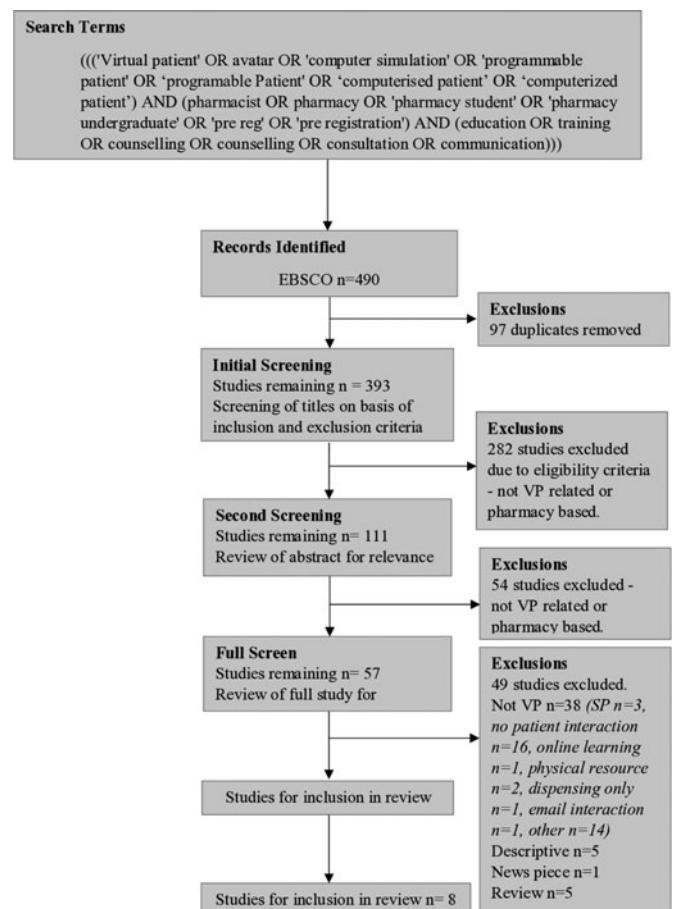 Search Terms
((('Virtual patient' OR avatar OR 'computer simulation' OR 'programmable
patient' OR ‘programable Patient’ OR ‘computerised patient’ OR ‘computerized
patient’) AND (pharmacist OR pharmacy OR 'pharmacy student' OR 'pharmacy
undergraduate' OR 'pre reg' OR 'pre registration') AND (education OR training
OR counselling OR counselling OR consultation OR communication)))
Records Identified
EBSCO n=490
Exclusions
97 duplicates removed
Initial Screening
Studies remaining n = 393
Screening of titles on basis of
inclusion and exclusion criteria
Exclusions
282 studies excluded
due to eligibility criteria
- not VP related or
pharmacy based.
Second Screening
Studies remaining n= 111
Review of abstract for relevance
Exclusions
54 studies excluded -
not VP related or
pharmacy based.
Full Screen
Studies remaining n= 57
Review of full study for
Exclusions
49 studies excluded.
Not VP n=38 (SP n=3,
no patient interaction
n=16, online learning
n=1, physical resource
n=2, dispensing only
n=1, email interaction
n=1, other n=14)
Descriptive n=5
News piece n=1
Review n=5
Studies for inclusion in review
Studies for inclusion in review n= 8